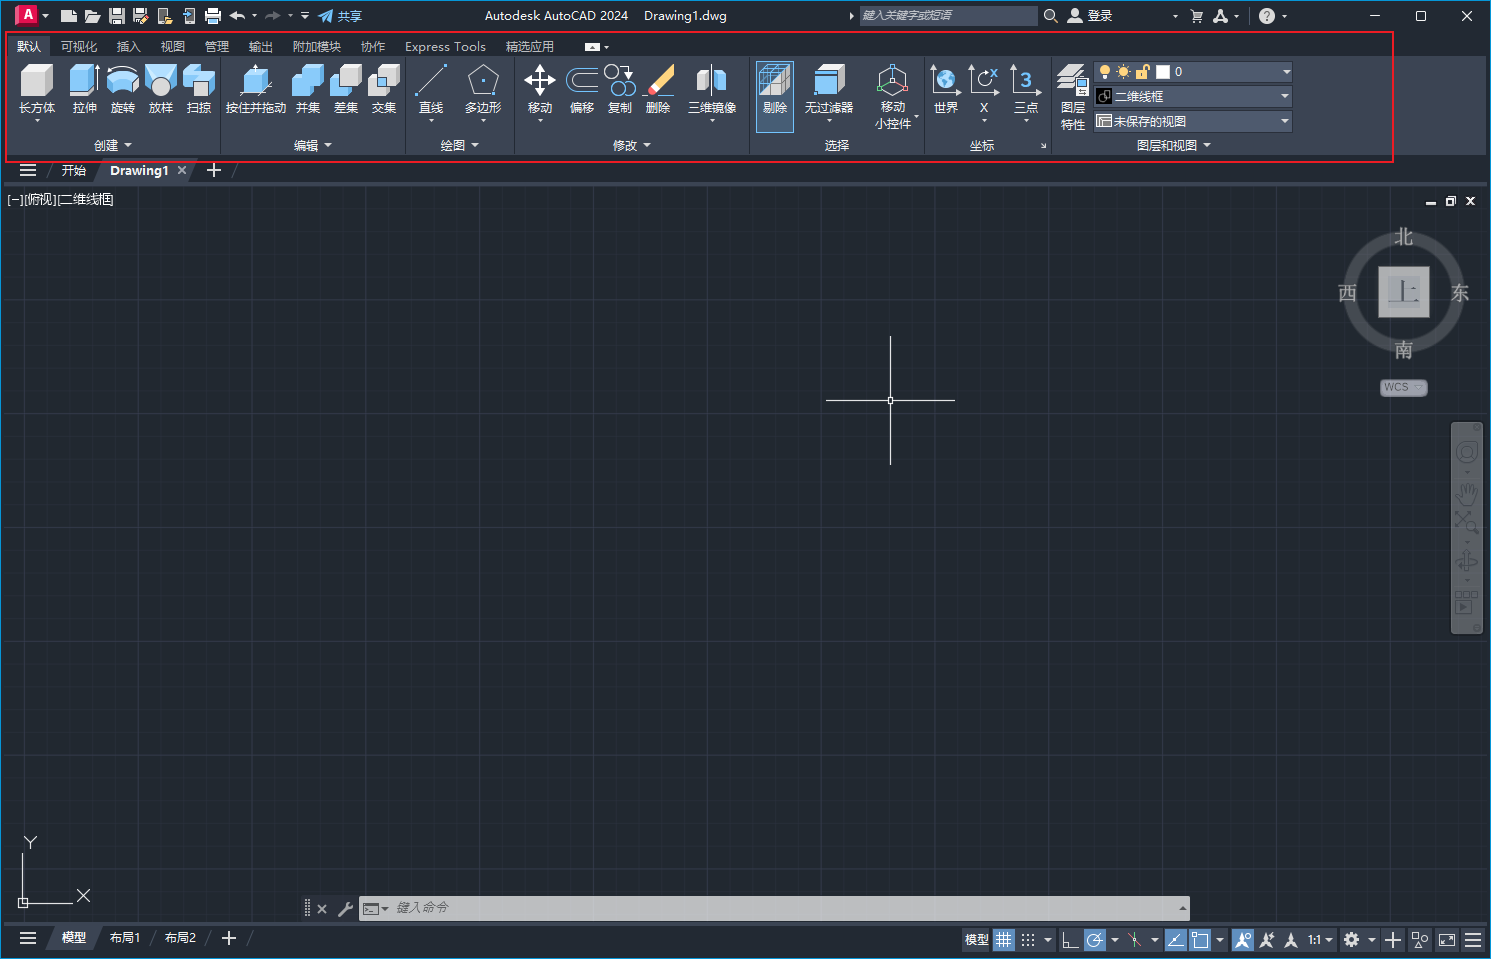 A 共享 Autodesk AutoCAD 2024 Drawing1.dwg 键入关键字或短语 登录 ?
默认 可视化 插入 视图 管理 输出 附加模块 协作 Express Tools 精选应用
长方体 拉伸 旋转 放样 扫掠 按住并拖动 并集 差集 交集 直线 多边形 移动 偏移 复制 删除 三维镜像 剔除 无过滤器 移动 小控件 世界 X 三点 图层 特性
0
二维线框
未保存的视图
创建 编辑 绘图 修改 选择 坐标 图层和视图
开始 Drawing1
[−][俯视][二维线框]
北
西 上 东
南
WCS
Y
X
键入命令
模型 布局1 布局2 模型 1:1